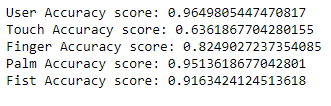 User Accuracy score: 0.9649805447470817
Touch Accuracy score: 0.6361867704280155
Finger Accuracy score: 0.8249027237354085
Palm Accuracy score: 0.9513618677042801
Fist Accuracy score: 0.9163424124513618